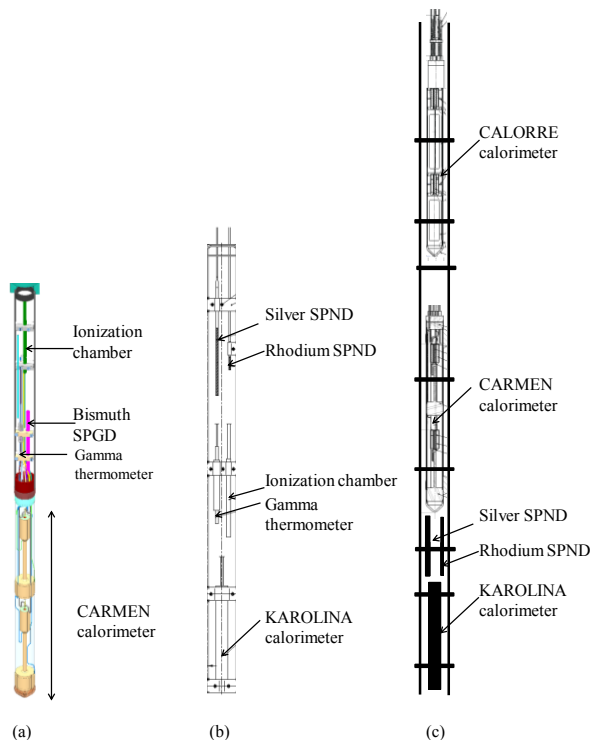 Ionization
chamber
Bismuth
SPGD
Gamma
thermometer
CARMEN
calorimeter
(a)
Silver SPND
Rhodium SPND
Ionization chamber
Gamma
thermometer
KAROLINA
calorimeter
(b)
CALORRE
calorimeter
CARMEN
calorimeter
Silver SPND
Rhodium SPND
KAROLINA
calorimeter
(c)